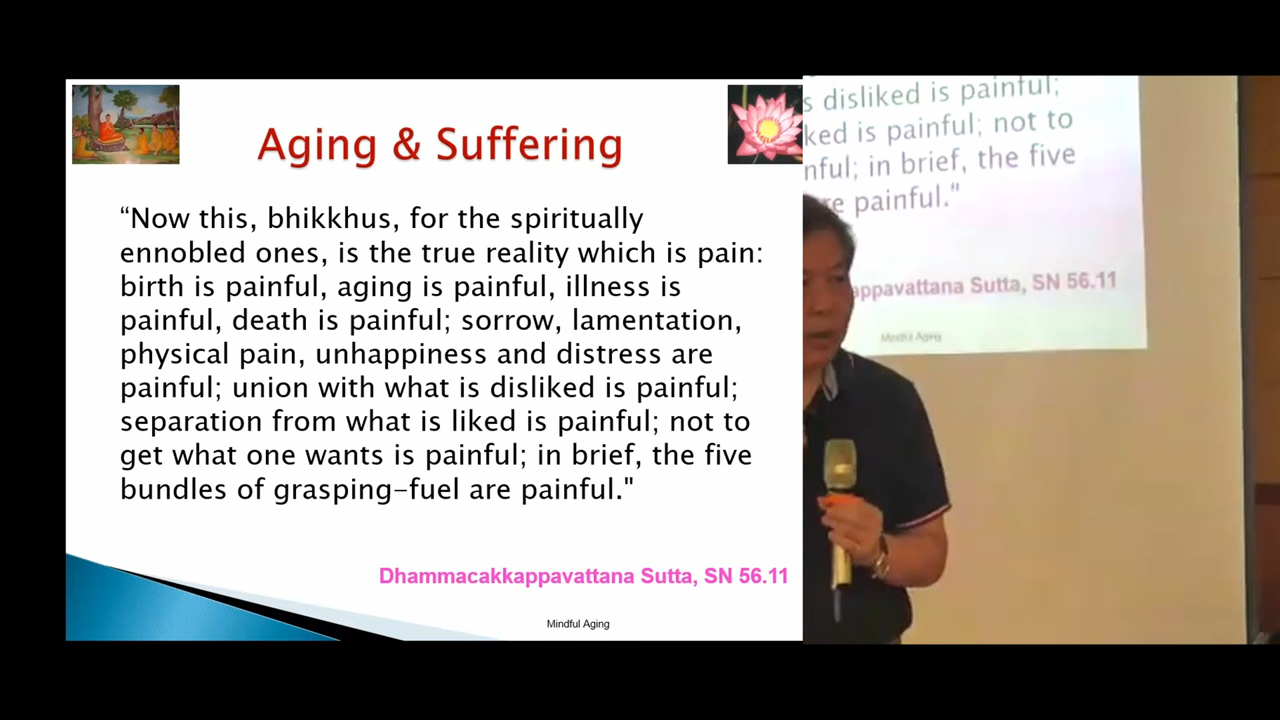 Aging & Suffering
“Now this, bhikkhus, for the spiritually
ennobled ones, is the true reality which is pain:
birth is painful, aging is painful, illness is
painful, death is painful; sorrow, lamentation,
physical pain, unhappiness and distress are
painful; union with what is disliked is painful;
separation from what is liked is painful; not to
get what one wants is painful; in brief, the five
bundles of grasping-fuel are painful."
Dhammacakkappavattana Sutta, SN 56.11
Mindful Aging
s disliked is painful;
ked is painful; not to
nful; in brief, the five
re painful."
appavattana Sutta, SN 56.11
Mindful Aging